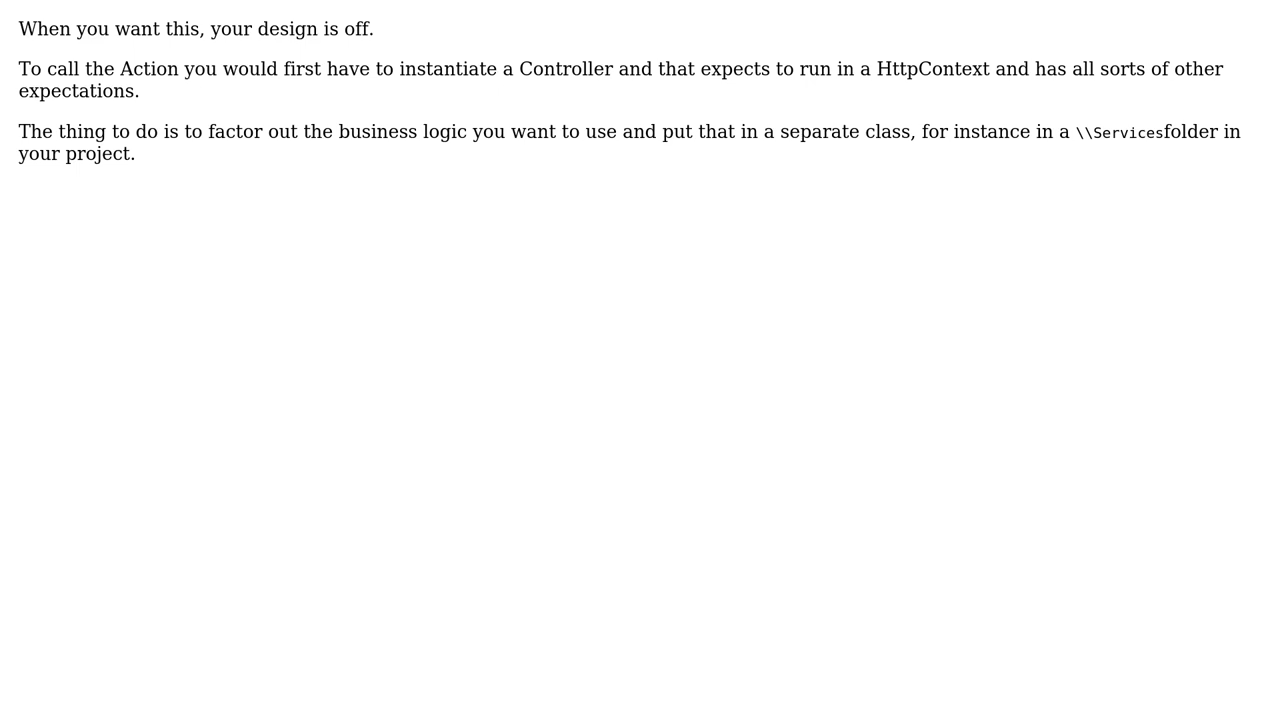 When you want this, your design is off.
To call the Action you would first have to instantiate a Controller and that expects to run in a HttpContext and has all sorts of other
expectations.
The thing to do is to factor out the business logic you want to use and put that in a separate class, for instance in a \\Servicesfolder in
your project.